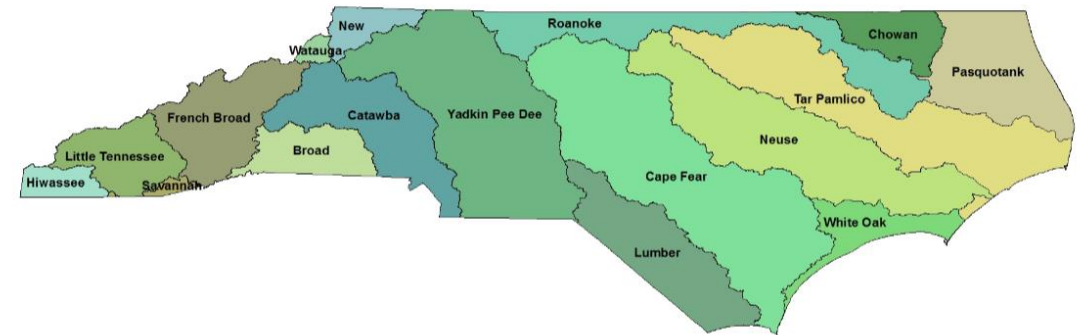 New
Roanoke
Chowan
Watauga
Pasquotank
Tar Pamlico
French Broad
Catawba
Yadkin Pee Dee
Neuse
Broad
Little Tennessee
Cape Fear
Hiwassee
Savannah
White Oak
Lumber